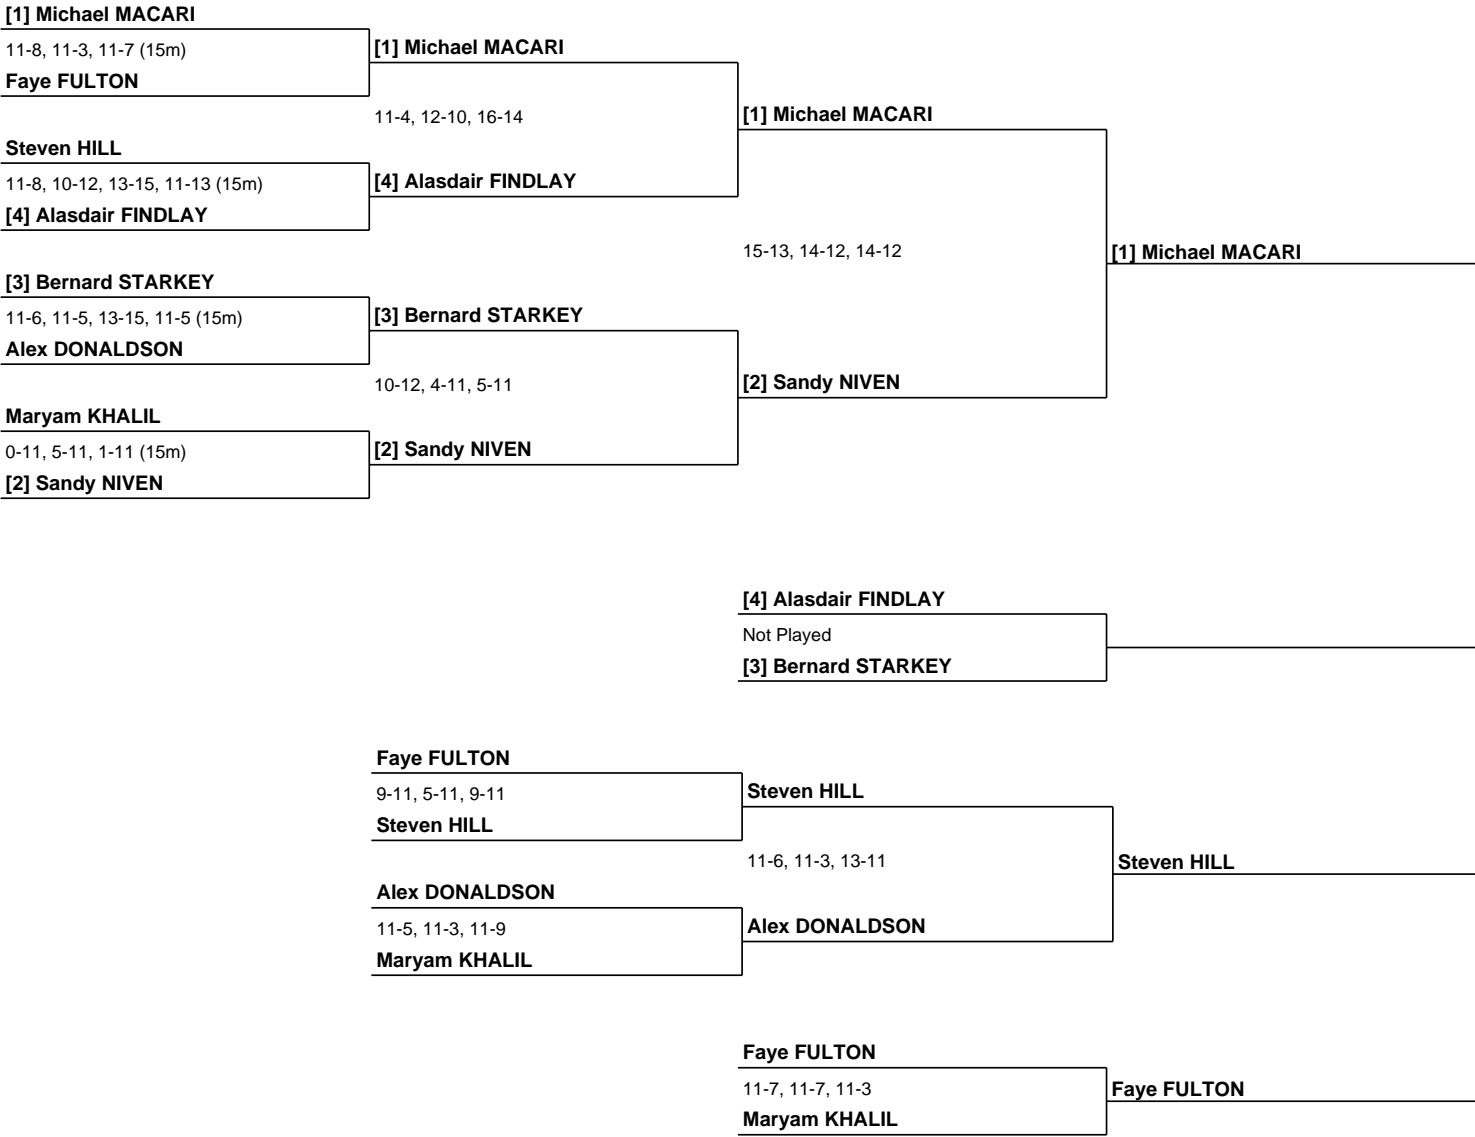 [1] Michael MACARI
11-8, 11-3, 11-7 (15m)
Faye FULTON
Steven HILL
11-8, 10-12, 13-15, 11-13 (15m)
[4] Alasdair FINDLAY
[3] Bernard STARKEY
11-6, 11-5, 13-15, 11-5 (15m)
Alex DONALDSON
Maryam KHALIL
0-11, 5-11, 1-11 (15m)
[2] Sandy NIVEN
[1] Michael MACARI
11-4, 12-10, 16-14
[4] Alasdair FINDLAY
[3] Bernard STARKEY
10-12, 4-11, 5-11
[2] Sandy NIVEN
[1] Michael MACARI
15-13, 14-12, 14-12
[2] Sandy NIVEN
[1] Michael MACARI
[4] Alasdair FINDLAY
Not Played
[3] Bernard STARKEY
Faye FULTON
9-11, 5-11, 9-11
Steven HILL
Alex DONALDSON
11-5, 11-3, 11-9
Maryam KHALIL
Steven HILL
11-6, 11-3, 13-11
Alex DONALDSON
Steven HILL
Faye FULTON
11-7, 11-7, 11-3
Maryam KHALIL
Faye FULTON